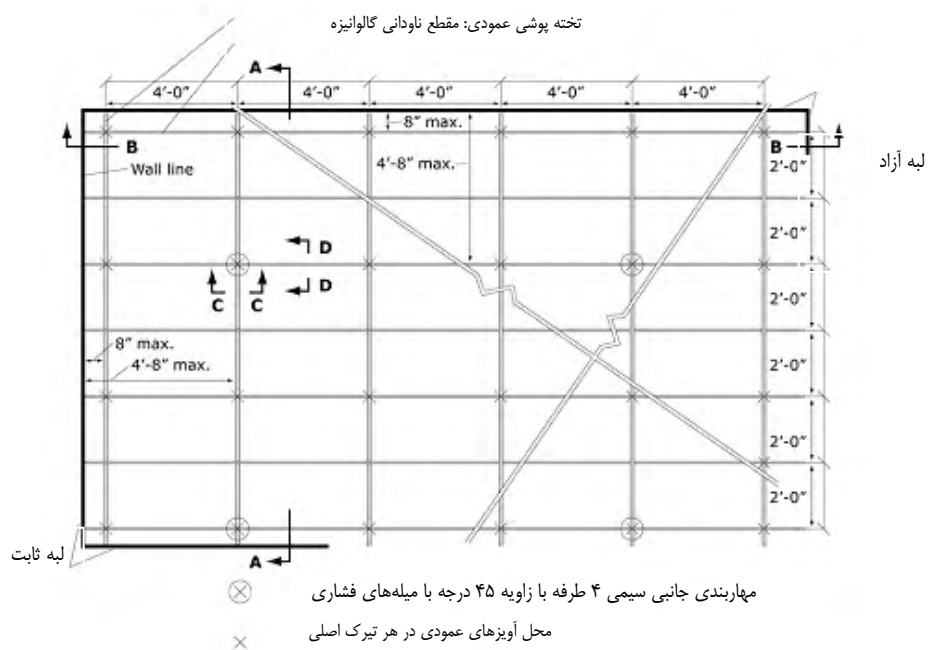 تخته پوشی عمودی: مقطع ناودانی گالوانیزه
A
4'-0" 4'-0" 4'-0" 4'-0" 4'-0"
8" max.
B B
2'-0"
Wall line
4'-8" max.
لبه آزاد
2'-0"
D
D
C C
2'-0"
8" max.
4'-8" max.
2'-0"
2'-0"
2'-0"
A
لبه ثابت
مهاربندی جانبی سیمی ۴ طرفه با زاویه ۴۵ درجه با میله‌های فشاری
محل آویزهای عمودی در هر تیرک اصلی